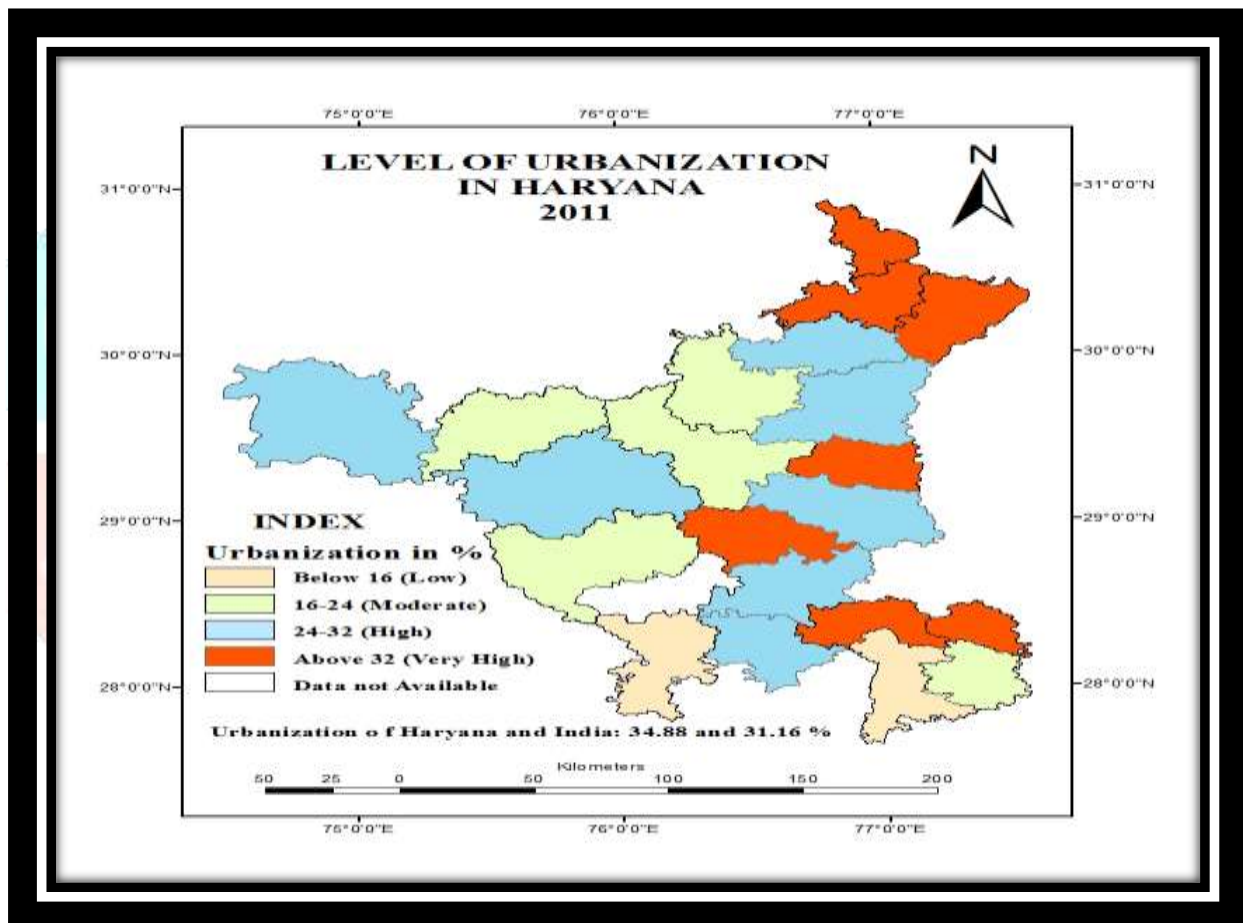 75°0'0"E 76°0'0"E 77°0'0"E
LEVEL OF URBANIZATION
IN HARYANA
2011
N
31°0'0"N 31°0'0"N
30°0'0"N 30°0'0"N
29°0'0"N 29°0'0"N
INDEX
Urbanization in %
Below 16 (Low)
16-24 (Moderate)
24-32 (High)
Above 32 (Very High)
Data not Available
28°0'0"N 28°0'0"N
Urbanization o f Haryana and India: 34.88 and 31.16 %
Kilometers
50 25 0 50 100 150 200
75°0'0"E 76°0'0"E 77°0'0"E